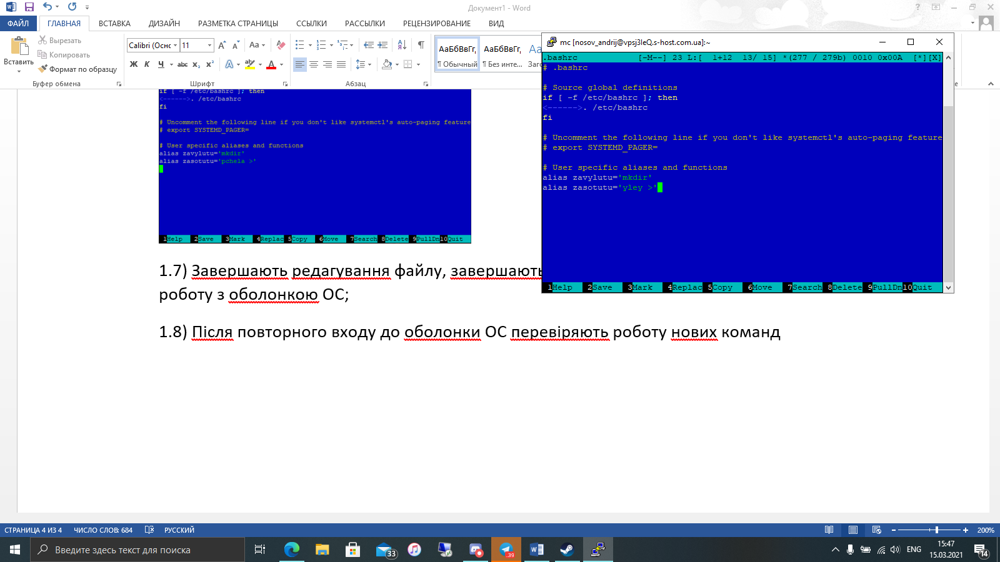 Документ1 - Word
ФАЙЛ ГЛАВНАЯ ВСТАВКА ДИЗАЙН РАЗМЕТКА СТРАНИЦЫ ССЫЛКИ РАССЫЛКИ РЕЦЕНЗИРОВАНИЕ ВИД
Вставить
Вырезать
Копировать
Формат по образцу
Буфер обмена
Calibri (Оснс 11
Aa
Ж К Ч abc x₂ x²
Шрифт
Абзац
АаБбВвГг, АаБбВвГг, АаБ
¶ Обычный ¶ Без инте... Заго
if [ -f /etc/bashrc ]; then
<------>. /etc/bashrc
fi
# Uncomment the following line if you don't like systemctl's auto-paging feature
# export SYSTEMD_PAGER=
# User specific aliases and functions
alias zavylutu='mkdir'
alias zasotutu='pchela >'
1Help 2Save 3Mark 4Replac 5Copy 6Move 7Search 8Delete 9PullDn 10Quit
1.7) Завершають редагування файлу, завершають
роботу з оболонкою ОС;
1.8) Після повторного входу до оболонки ОС перевіряють роботу нових команд
mc [nosov_andrij@vpsj3leQ.s-host.com.ua]:~
.bashrc [-M--] 23 L:[ 1+12 13/ 15] *(277 / 279b) 0010 0x00A [*][X]
# .bashrc
# Source global definitions
if [ -f /etc/bashrc ]; then
<------>. /etc/bashrc
fi
# Uncomment the following line if you don't like systemctl's auto-paging feature
# export SYSTEMD_PAGER=
# User specific aliases and functions
alias zavylutu='mkdir'
alias zasotutu='yley >'
1Help 2Save 3Mark 4Replac 5Copy 6Move 7Search 8Delete 9PullDn 10Quit
СТРАНИЦА 4 ИЗ 4 ЧИСЛО СЛОВ: 684 РУССКИЙ 200%
Введите здесь текст для поиска
33
39
ENG
15:47
15.03.2021
14